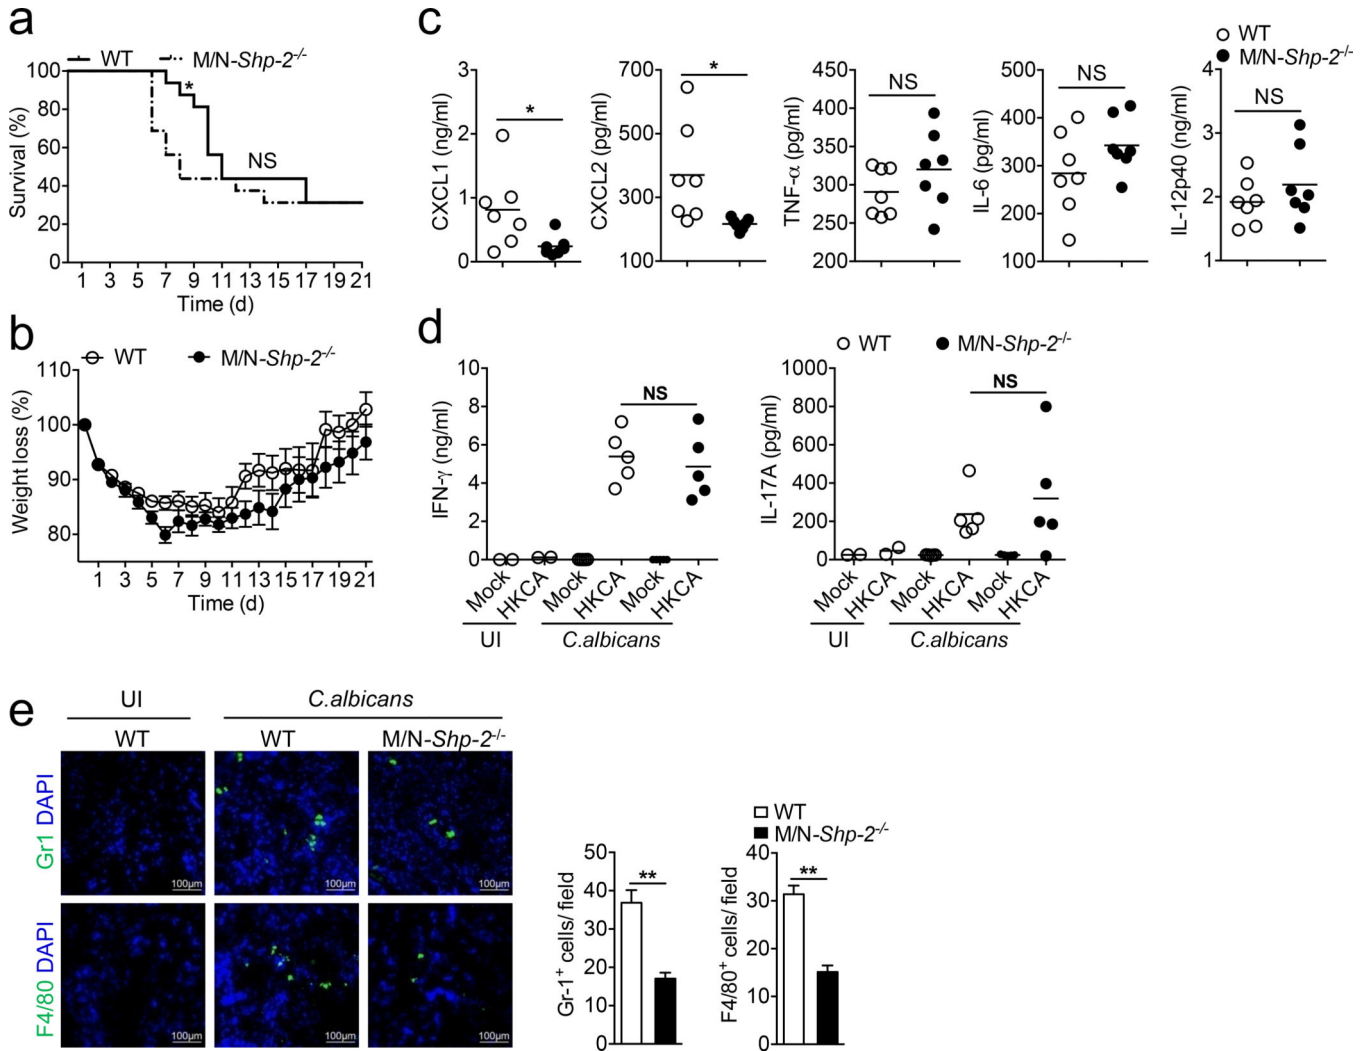 a
WT M/N-Shp-2-/-
Survival (%)
100
80
60
40
20
0
*
NS
1 3 5 7 9 11 13 15 17 19 21
Time (d)
b
WT M/N-Shp-2-/-
Weight loss (%)
110
100
90
80
1 3 5 7 9 11 13 15 17 19 21
Time (d)
c
WT
M/N-Shp-2-/-
CXCL1 (ng/ml)
3
2
1
0
*
CXCL2 (pg/ml)
700
500
300
100
*
TNF-α (pg/ml)
450
400
350
300
250
200
NS
IL-6 (pg/ml)
500
400
300
200
100
NS
IL-12p40 (ng/ml)
4
3
2
1
NS
d
WT M/N-Shp-2-/-
IFN-γ (ng/ml)
10
8
6
4
2
0
NS
Mock HKCA Mock HKCA Mock HKCA
UI C.albicans
IL-17A (pg/ml)
1000
800
600
400
200
0
NS
Mock HKCA Mock HKCA Mock HKCA
UI C.albicans
e
UI C.albicans
WT WT M/N-Shp-2-/-
Gr1 DAPI
100μm 100μm 100μm
F4/80 DAPI
100μm 100μm 100μm
WT
M/N-Shp-2-/-
Gr-1+ cells/ field
50
40
30
20
10
0
**
F4/80+ cells/ field
40
30
20
10
0
**